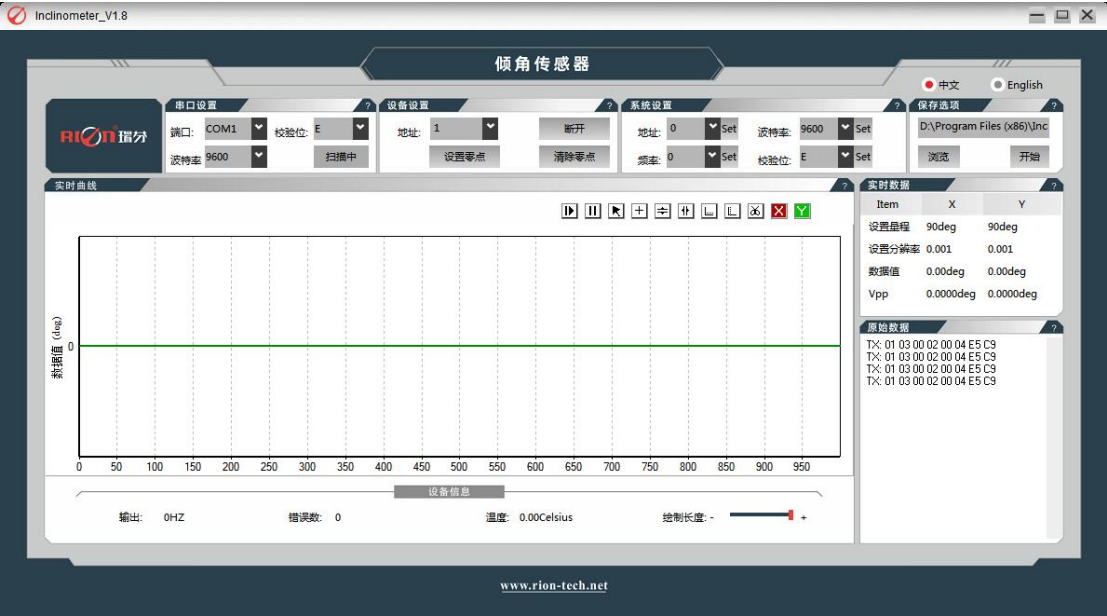 Inclinometer_V1.8
倾角传感器
中文 English
RION 瑞分
串口设置 ?
端口: COM1 校验位: E
波特率 9600 扫描中
设备设置 ?
地址: 1 断开
设置零点 清除零点
系统设置 ?
地址: 0 Set 波特率: 9600 Set
频率: 0 Set 校验位: E Set
保存选项 ?
D:\Program Files (x86)\Inc
浏览 开始
实时曲线 ?
X Y
数据值 (deg)
0
0 50 100 150 200 250 300 350 400 450 500 550 600 650 700 750 800 850 900 950
设备信息
输出: 0HZ 错误数: 0 温度: 0.00Celsius 绘制长度: - +
实时数据 ?
Item X Y
设置量程 90deg 90deg
设置分辨率 0.001 0.001
数据值 0.00deg 0.00deg
Vpp 0.0000deg 0.0000deg
原始数据 ?
TX: 01 03 00 02 00 04 E5 C9
TX: 01 03 00 02 00 04 E5 C9
TX: 01 03 00 02 00 04 E5 C9
TX: 01 03 00 02 00 04 E5 C9
www.rion-tech.net